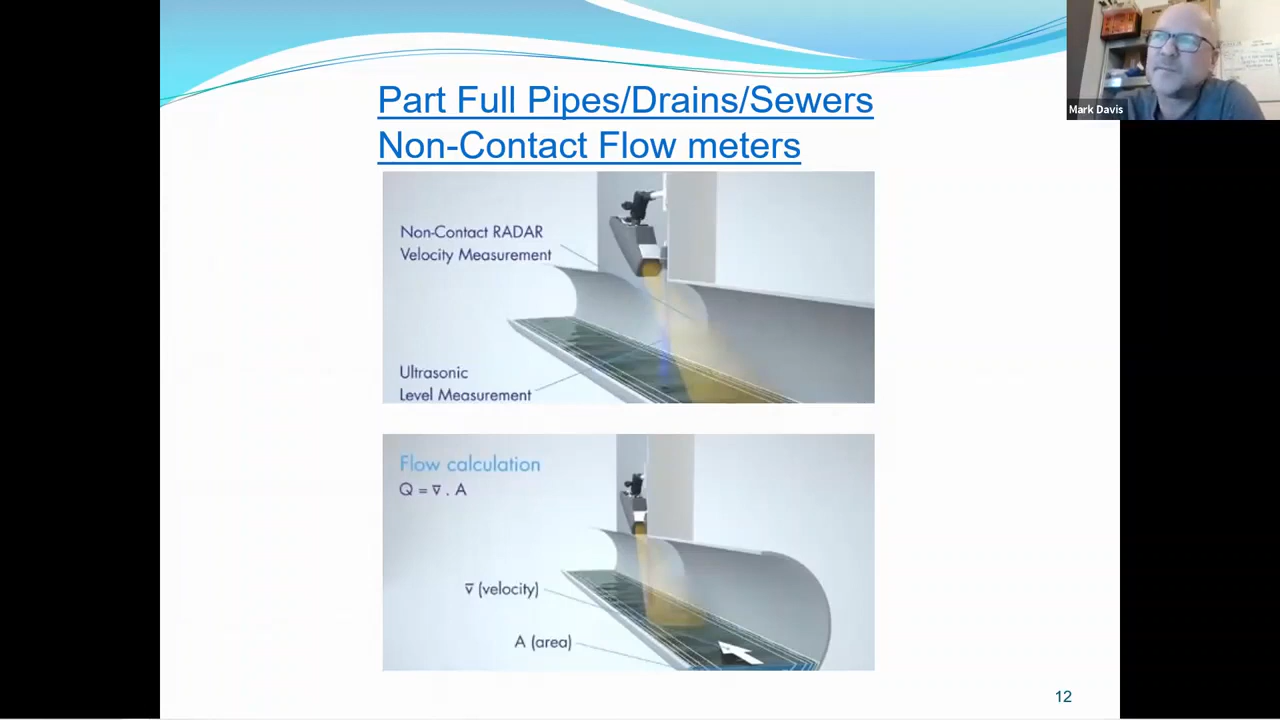 Part Full Pipes/Drains/Sewers
Non-Contact Flow meters
Mark Davis
Non-Contact RADAR
Velocity Measurement
Ultrasonic
Level Measurement
Flow calculation
Q = v̅ . A
v̅ (velocity)
A (area)
12